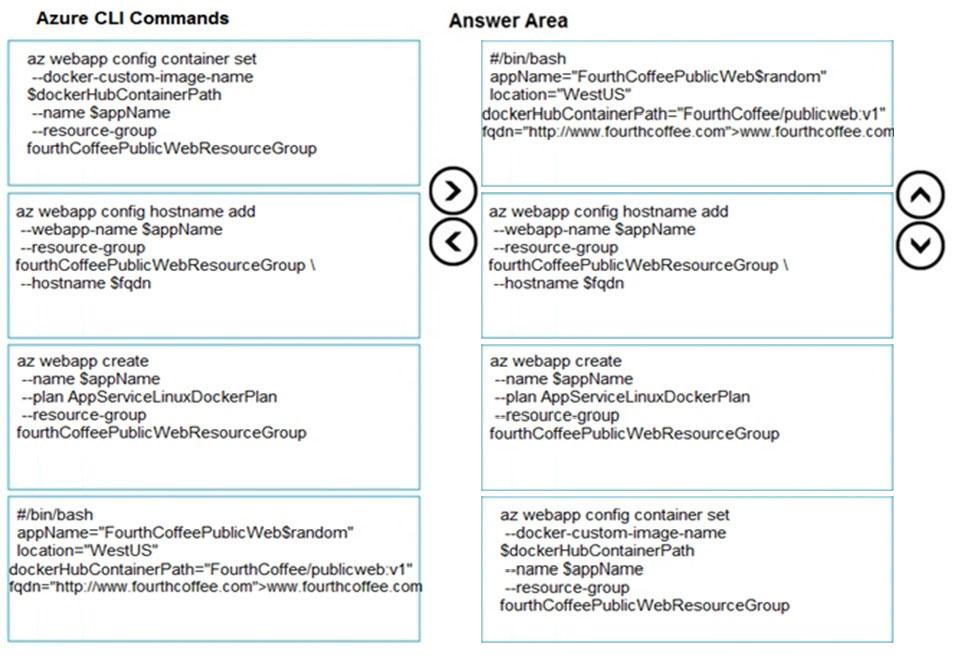 Azure CLI Commands
az webapp config container set
--docker-custom-image-name
$dockerHubContainerPath
--name $appName
--resource-group
fourthCoffeePublicWebResourceGroup
az webapp config hostname add
--webapp-name $appName
--resource-group
fourthCoffeePublicWebResourceGroup \
--hostname $fqdn
az webapp create
--name $appName
--plan AppServiceLinuxDockerPlan
--resource-group
fourthCoffeePublicWebResourceGroup
#/bin/bash
appName="FourthCoffeePublicWeb$random"
location="WestUS"
dockerHubContainerPath="FourthCoffee/publicweb:v1"
fqdn="http://www.fourthcoffee.com">www.fourthcoffee.com
Answer Area
#/bin/bash
appName="FourthCoffeePublicWeb$random"
location="WestUS"
dockerHubContainerPath="FourthCoffee/publicweb:v1"
fqdn="http://www.fourthcoffee.com">www.fourthcoffee.com
az webapp config hostname add
--webapp-name $appName
--resource-group
fourthCoffeePublicWebResourceGroup \
--hostname $fqdn
az webapp create
--name $appName
--plan AppServiceLinuxDockerPlan
--resource-group
fourthCoffeePublicWebResourceGroup
az webapp config container set
--docker-custom-image-name
$dockerHubContainerPath
--name $appName
--resource-group
fourthCoffeePublicWebResourceGroup